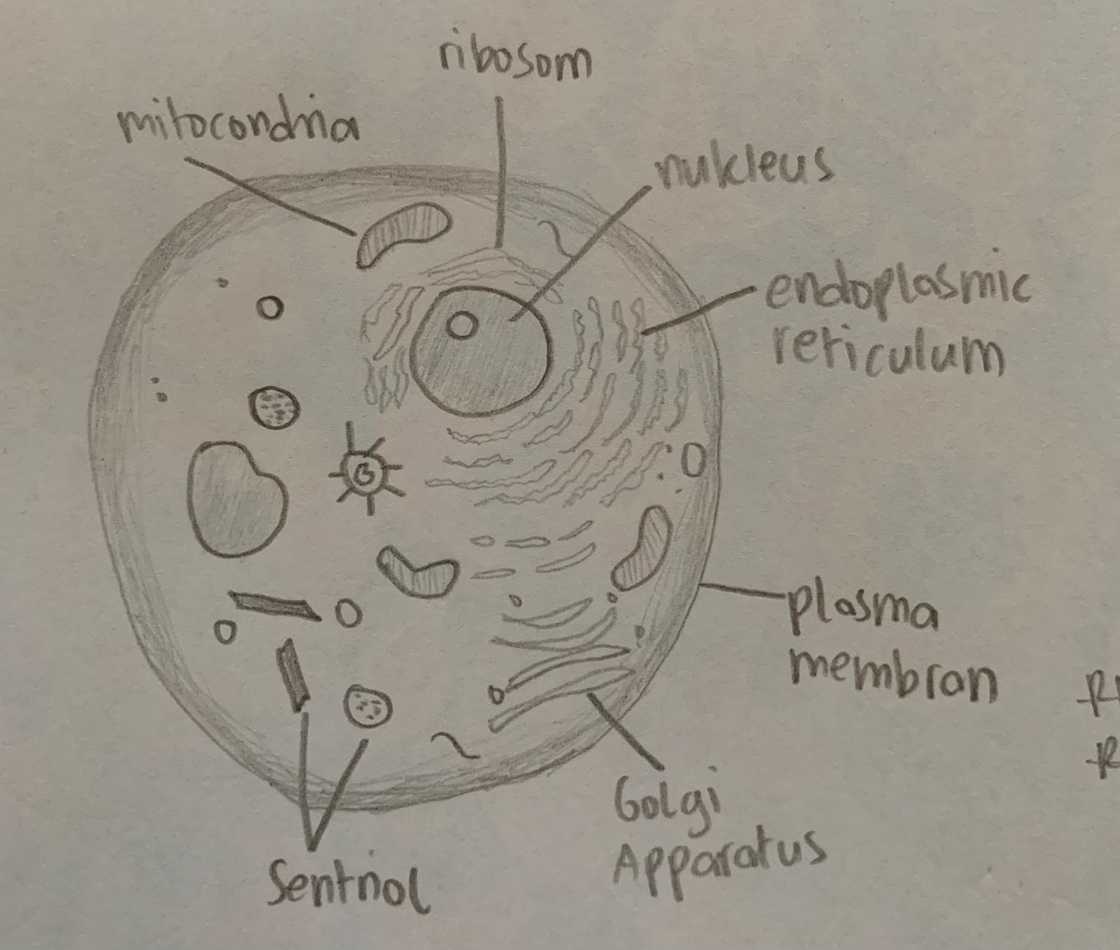 ribosom
mitocondria
nukleus
endoplasmic
reticulum
plasma
membran
Golgi
Apparatus
Sentriol